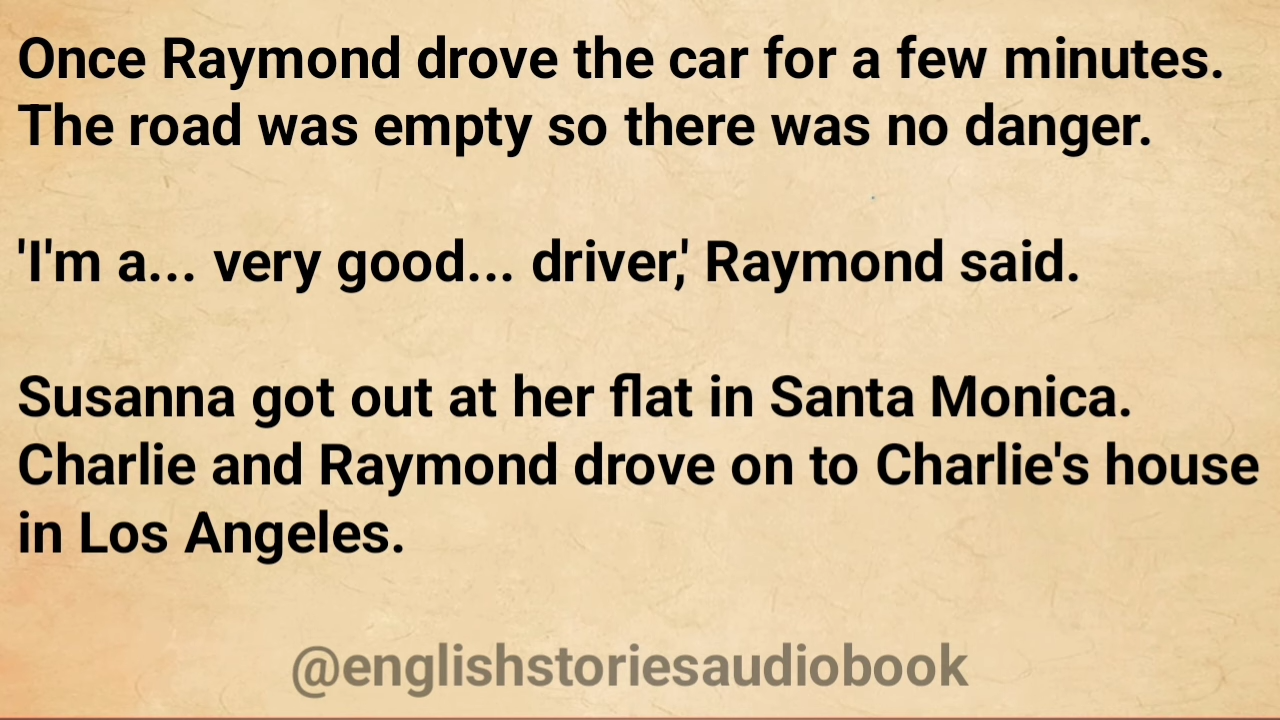 Once Raymond drove the car for a few minutes.
The road was empty so there was no danger.
'I'm a... very good... driver,' Raymond said.
Susanna got out at her flat in Santa Monica.
Charlie and Raymond drove on to Charlie's house
in Los Angeles.
@englishstoriesaudiobook